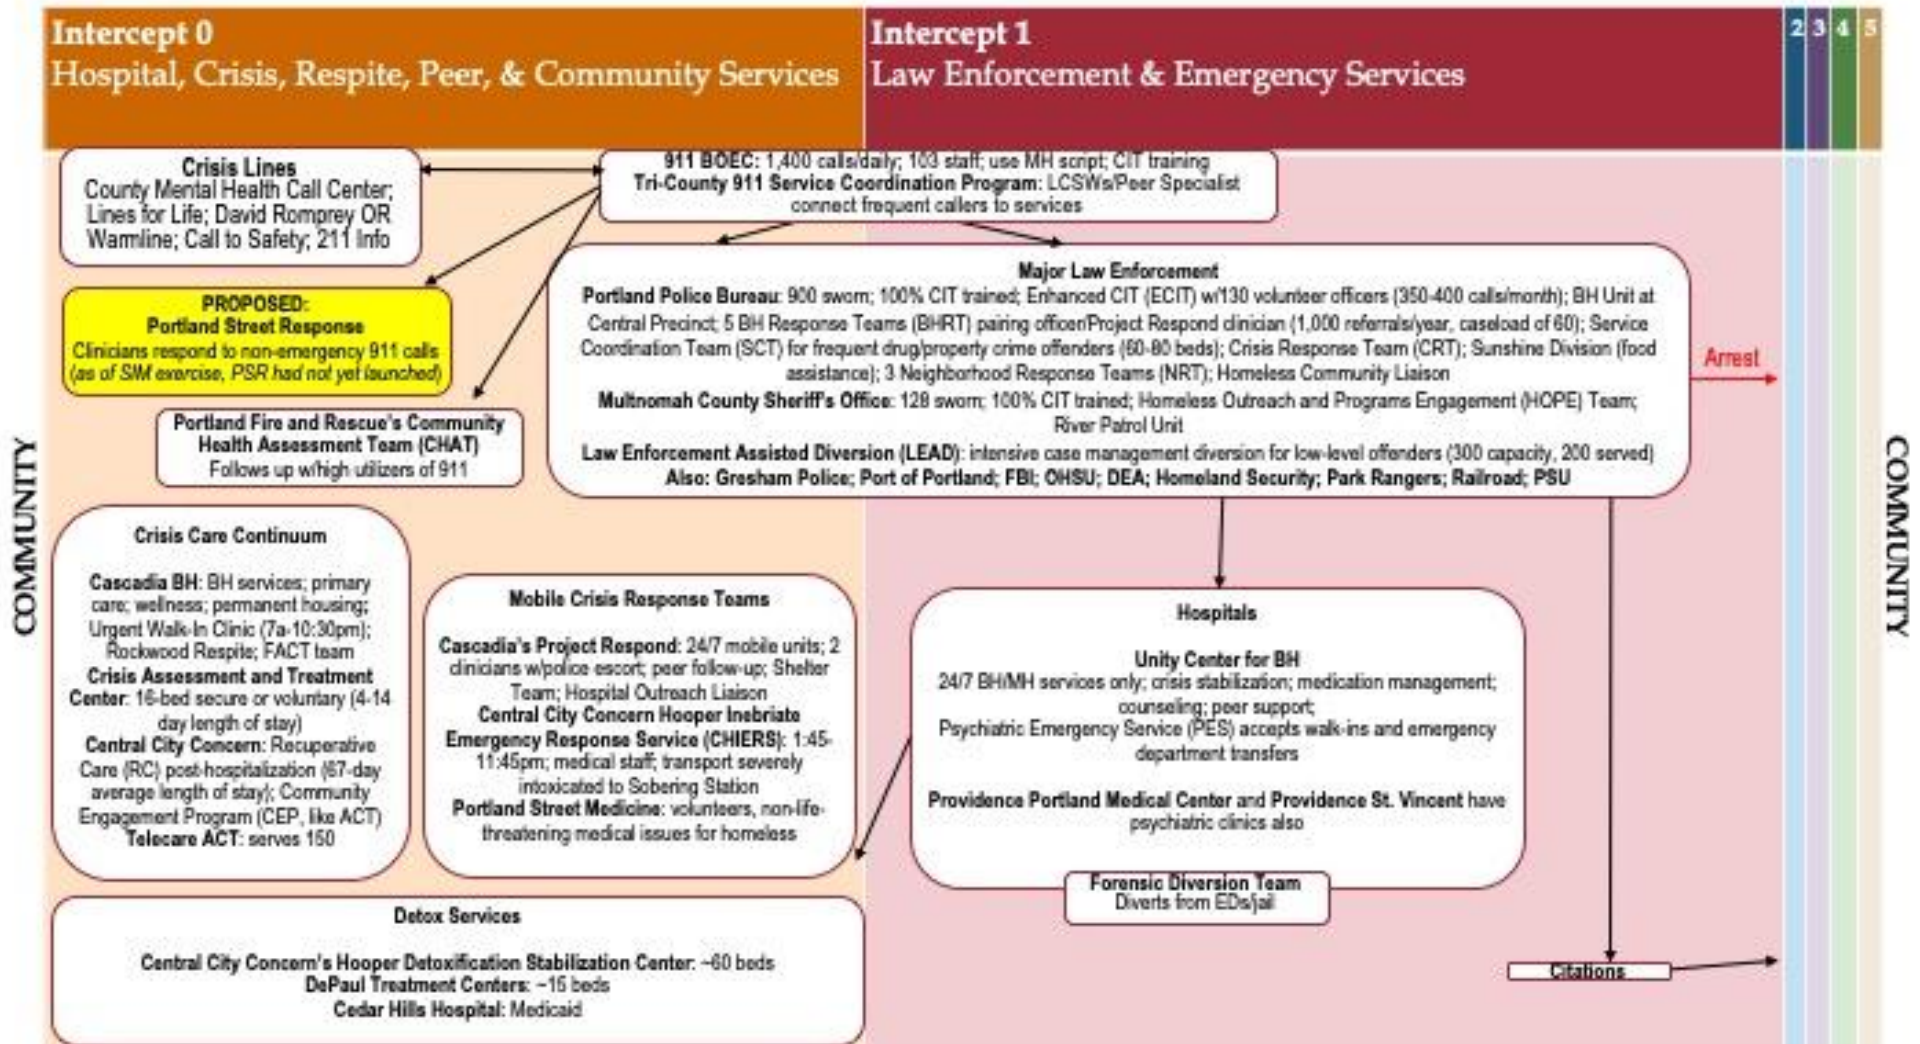 Intercept 0
Hospital, Crisis, Respite, Peer, & Community Services
Intercept 1
Law Enforcement & Emergency Services
2 3 4 5
COMMUNITY
Crisis Lines
County Mental Health Call Center;
Lines for Life; David Romprey OR
Warmline; Call to Safety; 211 Info
911 BOEC: 1,400 calls/daily; 103 staff; use MH script; CIT training
Tri-County 911 Service Coordination Program: LCSWs/Peer Specialist
connect frequent callers to services
PROPOSED:
Portland Street Response
Clinicians respond to non-emergency 911 calls
(as of SIM exercise, PSR had not yet launched)
Portland Fire and Rescue's Community
Health Assessment Team (CHAT)
Follows up w/high utilizers of 911
Major Law Enforcement
Portland Police Bureau: 900 sworn; 100% CIT trained; Enhanced CIT (ECIT) w/130 volunteer officers (350-400 calls/month); BH Unit at
Central Precinct; 5 BH Response Teams (BHRT) pairing officer/Project Respond clinician (1,000 referrals/year, caseload of 60); Service
Coordination Team (SCT) for frequent drug/property crime offenders (60-80 beds); Crisis Response Team (CRT); Sunshine Division (food
assistance); 3 Neighborhood Response Teams (NRT); Homeless Community Liaison
Multnomah County Sheriff's Office: 128 sworn; 100% CIT trained; Homeless Outreach and Programs Engagement (HOPE) Team;
River Patrol Unit
Law Enforcement Assisted Diversion (LEAD): intensive case management diversion for low-level offenders (300 capacity, 200 served)
Also: Gresham Police; Port of Portland; FBI; OHSU; DEA; Homeland Security; Park Rangers; Railroad; PSU
Arrest
Crisis Care Continuum
Cascadia BH: BH services; primary
care; wellness; permanent housing;
Urgent Walk-In Clinic (7a-10:30pm);
Rockwood Respite; FACT team
Crisis Assessment and Treatment
Center: 16-bed secure or voluntary (4-14
day length of stay)
Central City Concern: Recuperative
Care (RC) post-hospitalization (67-day
average length of stay); Community
Engagement Program (CEP, like ACT)
Telecare ACT: serves 150
Mobile Crisis Response Teams
Cascadia's Project Respond: 24/7 mobile units; 2
clinicians w/police escort; peer follow-up; Shelter
Team; Hospital Outreach Liaison
Central City Concern Hooper Inebriate
Emergency Response Service (CHIERS): 1:45-
11:45pm; medical staff; transport severely
intoxicated to Sobering Station
Portland Street Medicine: volunteers, non-life-
threatening medical issues for homeless
Hospitals
Unity Center for BH
24/7 BH/MH services only; crisis stabilization; medication management;
counseling; peer support;
Psychiatric Emergency Service (PES) accepts walk-ins and emergency
department transfers
Providence Portland Medical Center and Providence St. Vincent have
psychiatric clinics also
Forensic Diversion Team
Diverts from EDs/jail
Detox Services
Central City Concern's Hooper Detoxification Stabilization Center: ~60 beds
DePaul Treatment Centers: ~15 beds
Cedar Hills Hospital: Medicaid
Citations
COMMUNITY